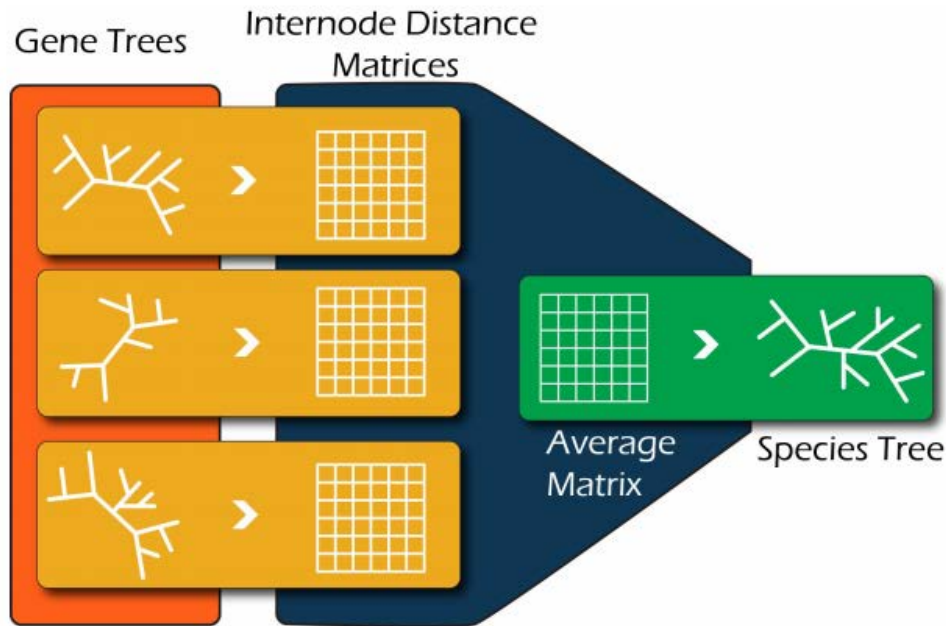 Gene Trees
Internode Distance
Matrices
Average
Matrix
Species Tree